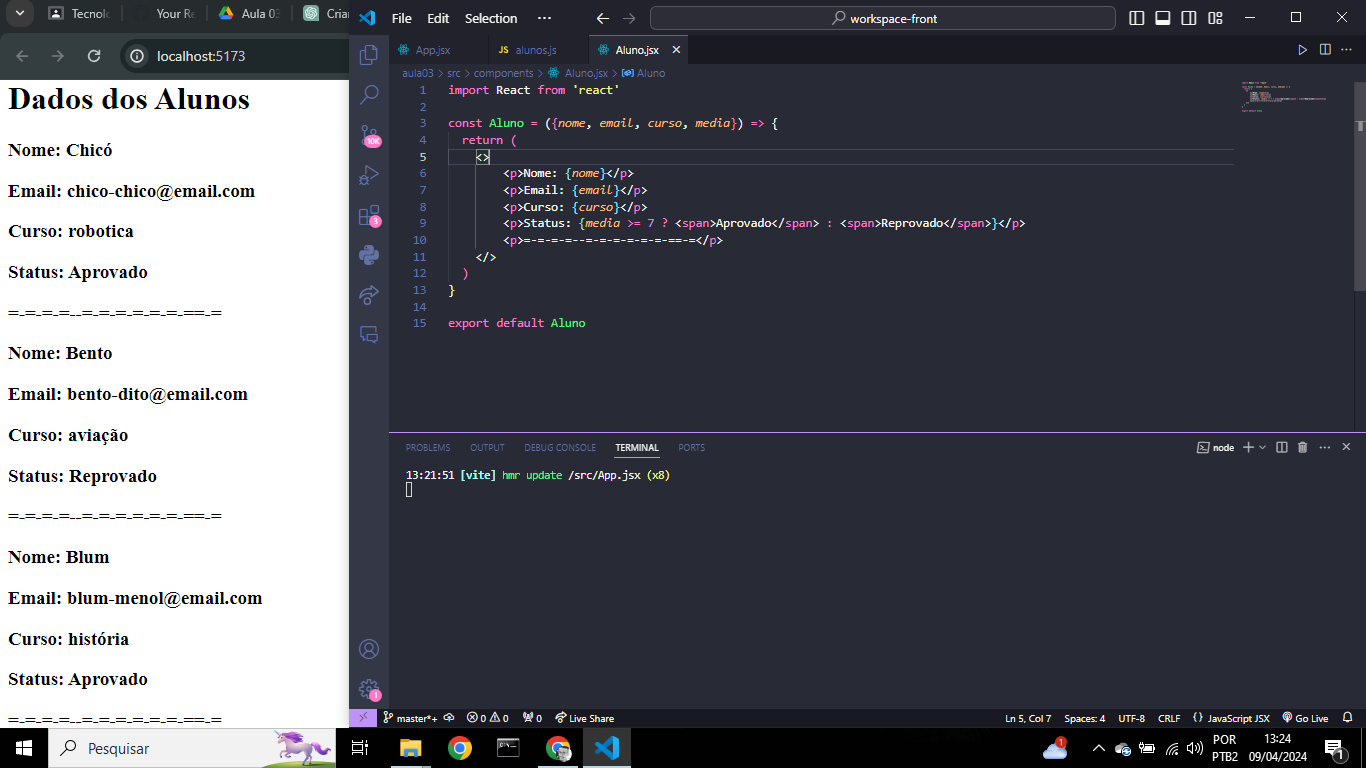 Tecnol
Your Re
Aula 03
Crian
localhost:5173
Dados dos Alunos
Nome: Chicó
Email: chico-chico@email.com
Curso: robotica
Status: Aprovado
=-=-=-=--=-=-=-=-=-=-==-=
Nome: Bento
Email: bento-dito@email.com
Curso: aviação
Status: Reprovado
=-=-=-=--=-=-=-=-=-=-==-=
Nome: Blum
Email: blum-menol@email.com
Curso: história
Status: Aprovado
=-=-=-=--=-=-=-=-=-=-==-=
File Edit Selection ···
workspace-front
App.jsx
JS alunos.js
Aluno.jsx
aula03 > src > components > Aluno.jsx > Aluno
1 import React from 'react'
2
3 const Aluno = ({nome, email, curso, media}) => {
4 return (
5 <>
6 <p>Nome: {nome}</p>
7 <p>Email: {email}</p>
8 <p>Curso: {curso}</p>
9 <p>Status: {media >= 7 ? <span>Aprovado</span> : <span>Reprovado</span>}</p>
10 <p>=-=-=-=--=-=-=-=-=-=-==-=</p>
11 </>
12 )
13 }
14
15 export default Aluno
10K
3
1
PROBLEMS OUTPUT DEBUG CONSOLE TERMINAL PORTS
node
13:21:51 [vite] hmr update /src/App.jsx (x8)
master*+ 0 0 0 Live Share
Ln 5, Col 7 Spaces: 4 UTF-8 CRLF {} JavaScript JSX Go Live
Pesquisar
1
POR
PTB2
13:24
09/04/2024
1